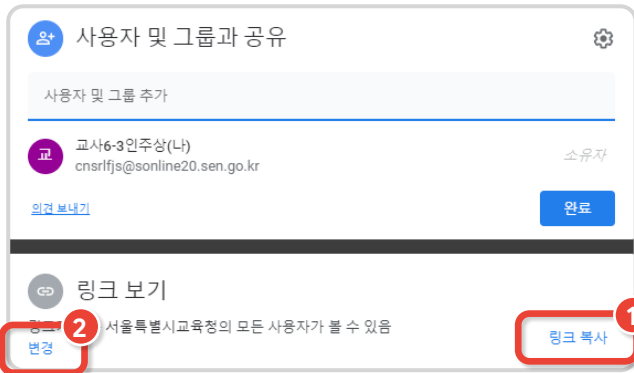 사용자 및 그룹과 공유
사용자 및 그룹 추가
교
교사6-3인주상(나)
cnsrlfjs@sonline20.sen.go.kr
소유자
의견 보내기
완료
링크 보기
서울특별시교육청의 모든 사용자가 볼 수 있음
2
변경
1
링크 복사